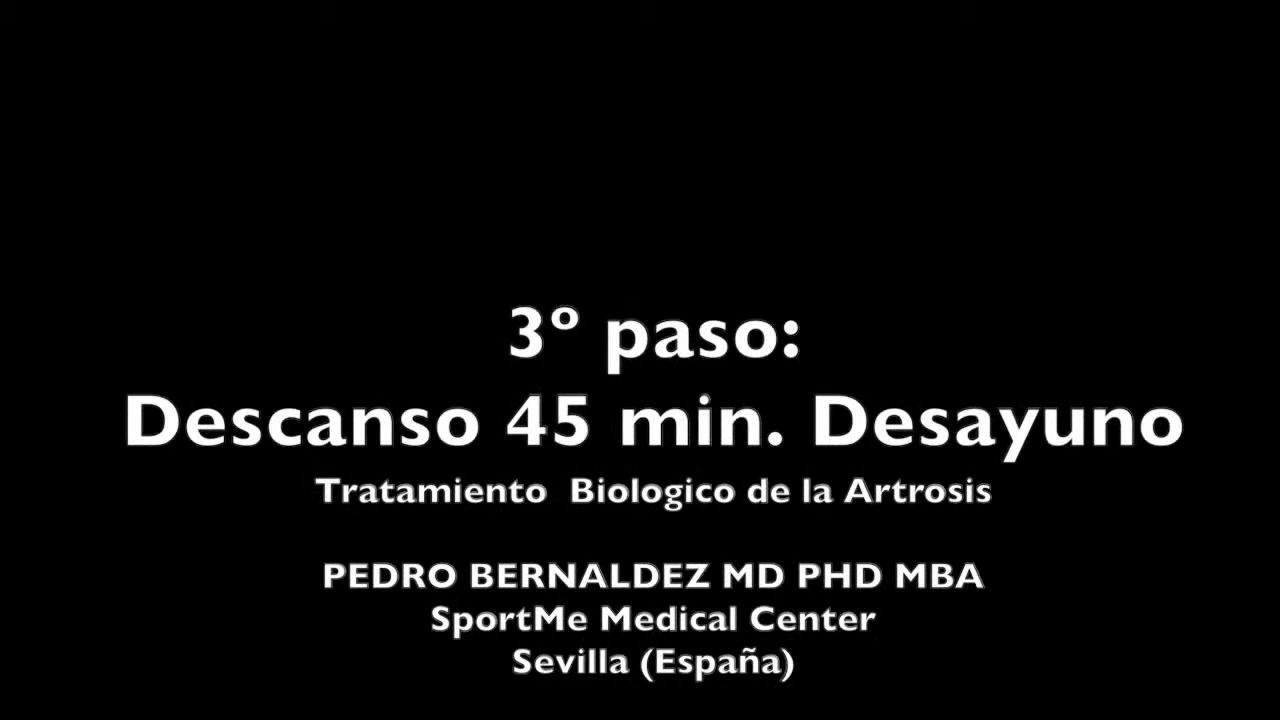 3º paso:
Descanso 45 min. Desayuno
Tratamiento Biologico de la Artrosis
PEDRO BERNALDEZ MD PHD MBA
SportMe Medical Center
Sevilla (España)